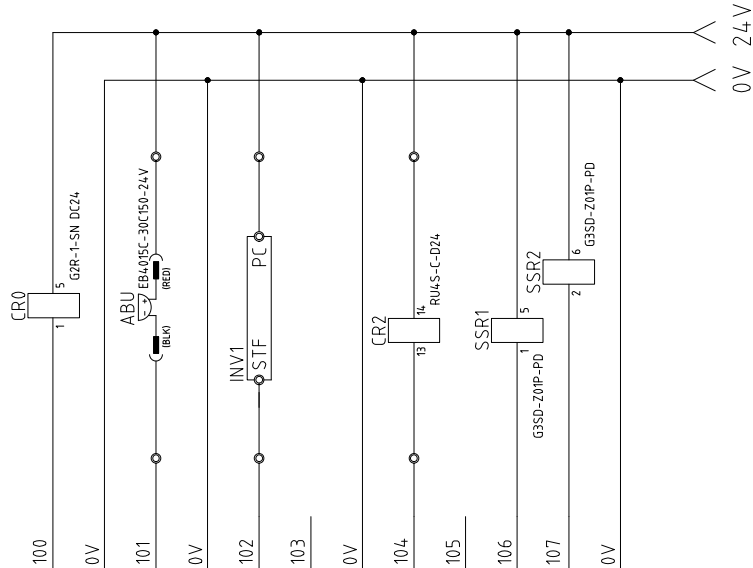 24V
0V
CR0
1
5
G2R-1-SN DC24
ABU
- +
EB4015C-30C150-24V
(RED)
(BLK)
INV1
STF
PC
CR2
13
14
RU4S-C-D24
SSR1
1
5
G3SD-Z01P-PD
SSR2
2
6
G3SD-Z01P-PD
100
0V
101
0V
102
103
0V
104
105
106
107
0V